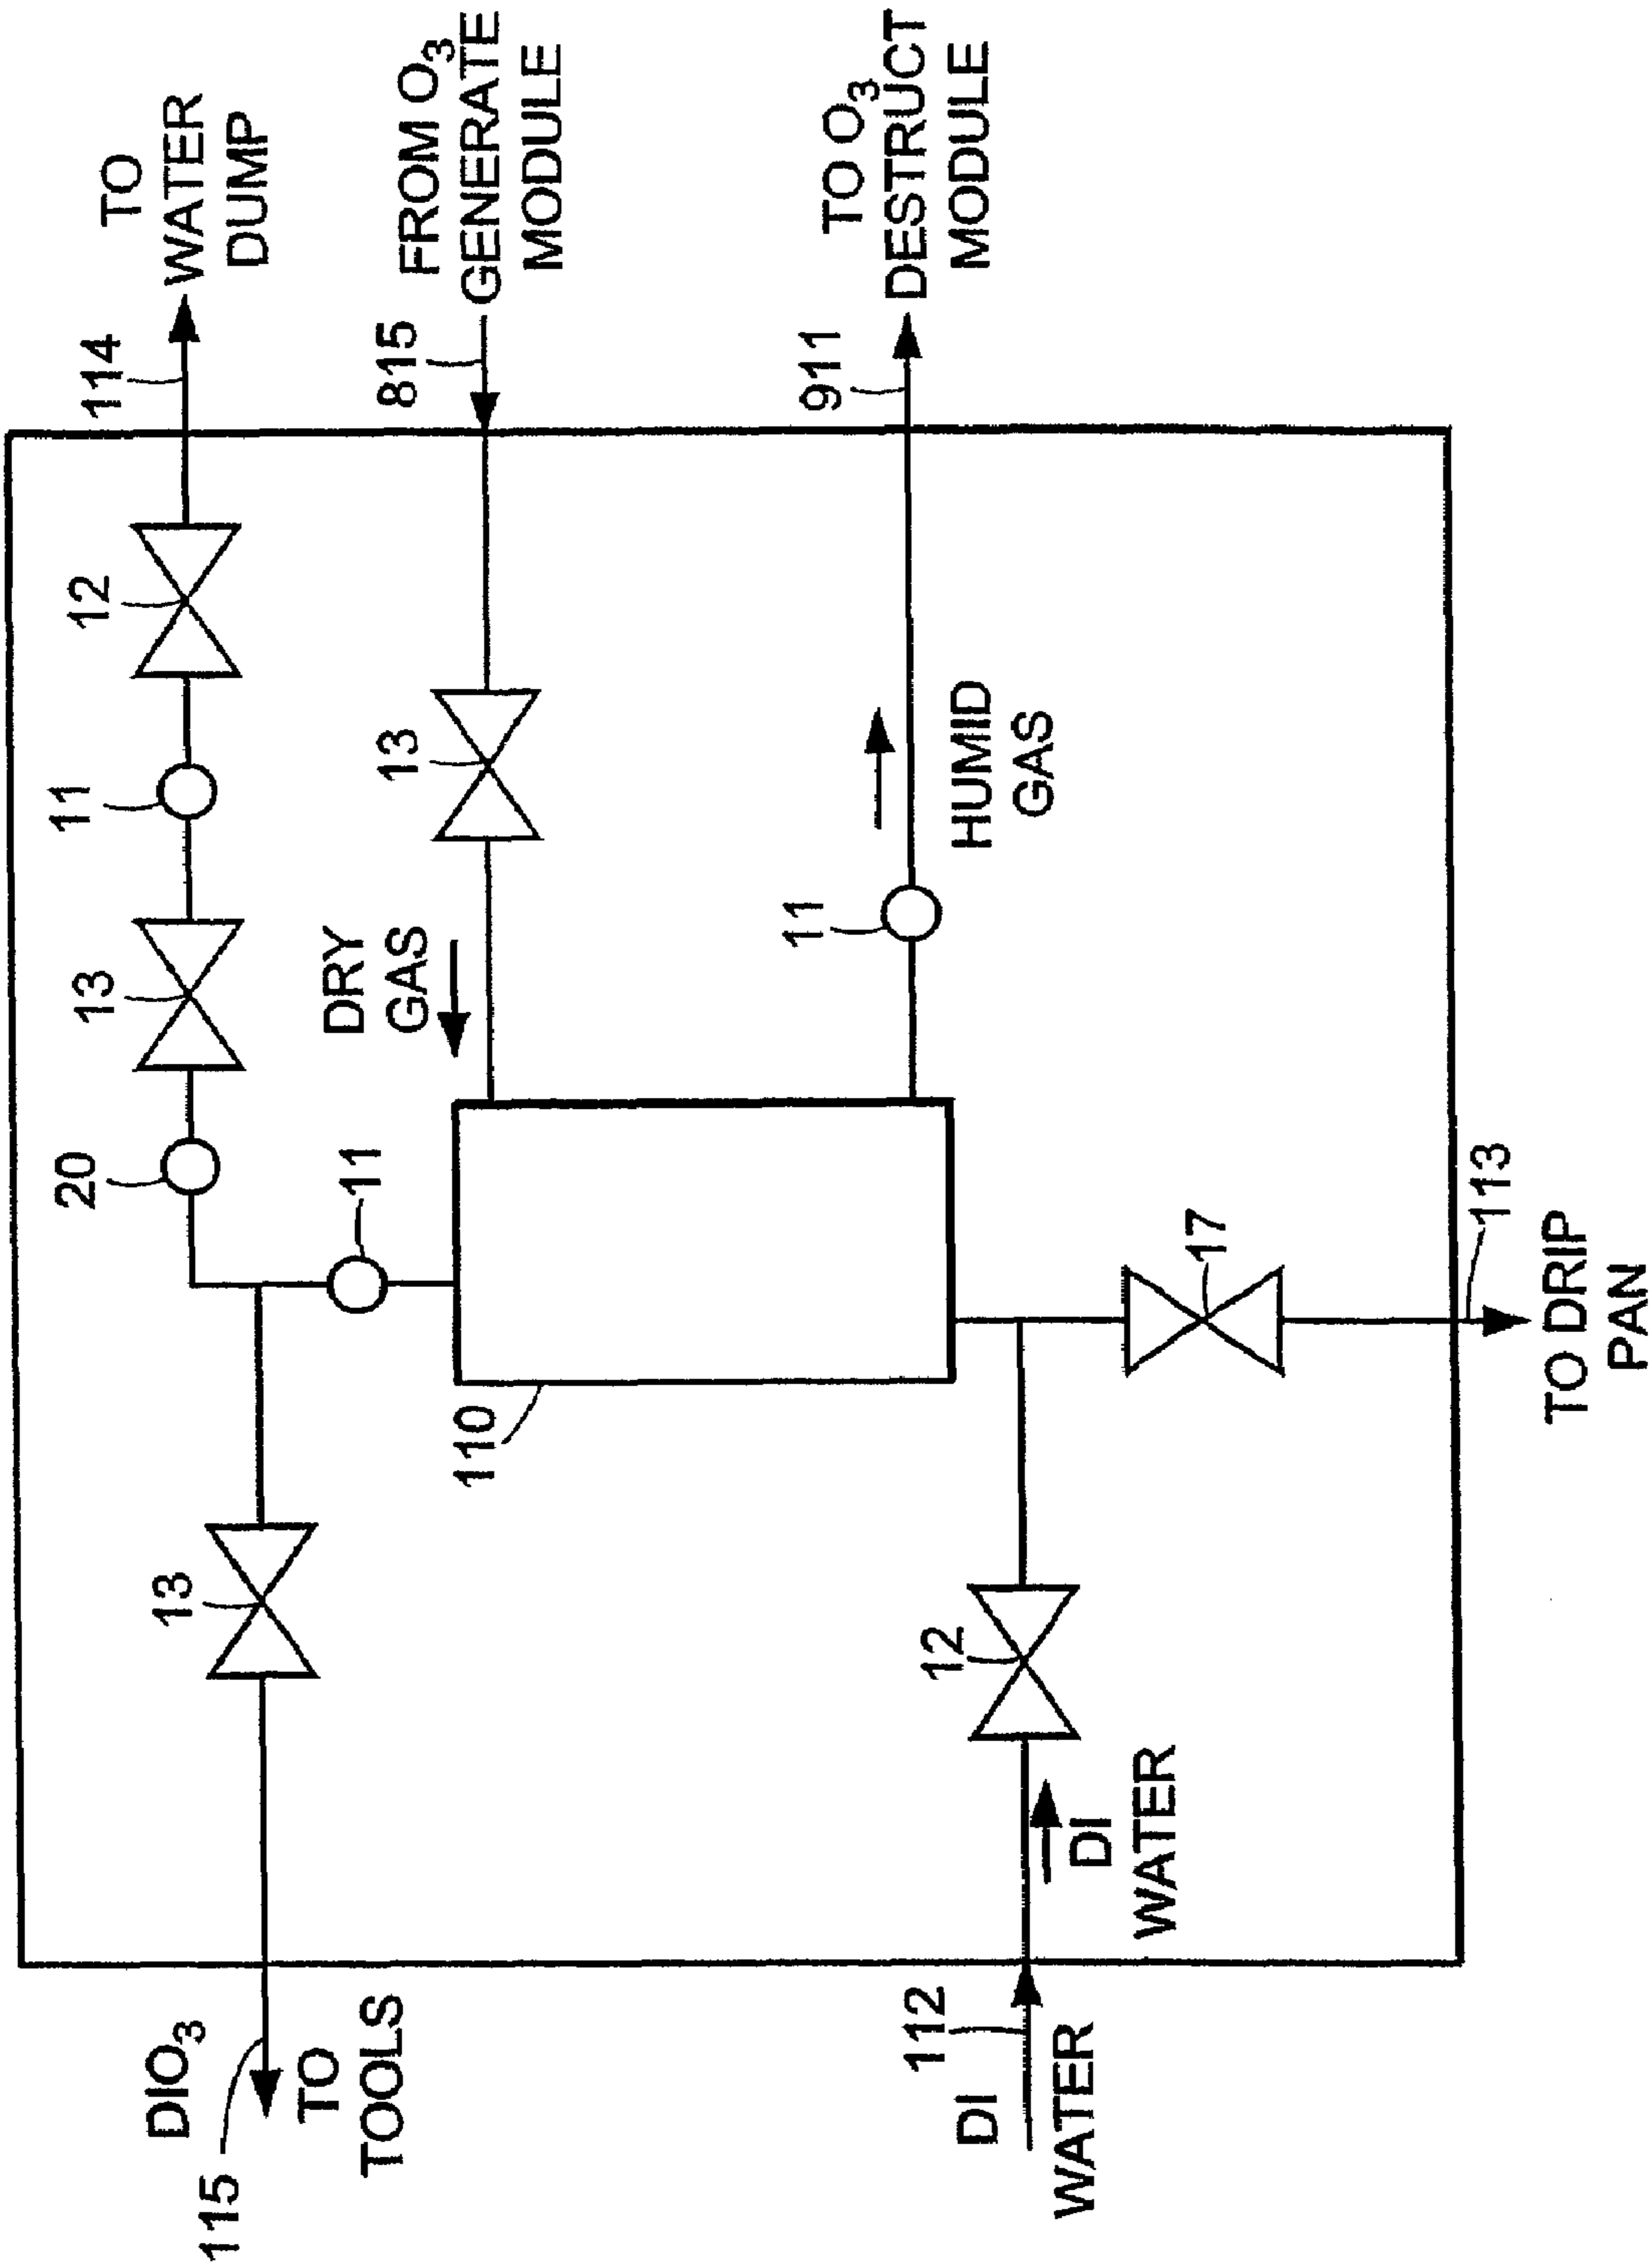 DIO3
115
TO
TOOLS
13
20
13
11
12
114
TO
WATER
DUMP
11
DRY
GAS
13
815
FROM O3
GENERATE
MODULE
110
11
HUMID
GAS
911
TO O3
DESTRUCT
MODULE
112
DI
WATER
DI
WATER
12
17
113
TO DRIP
PAN